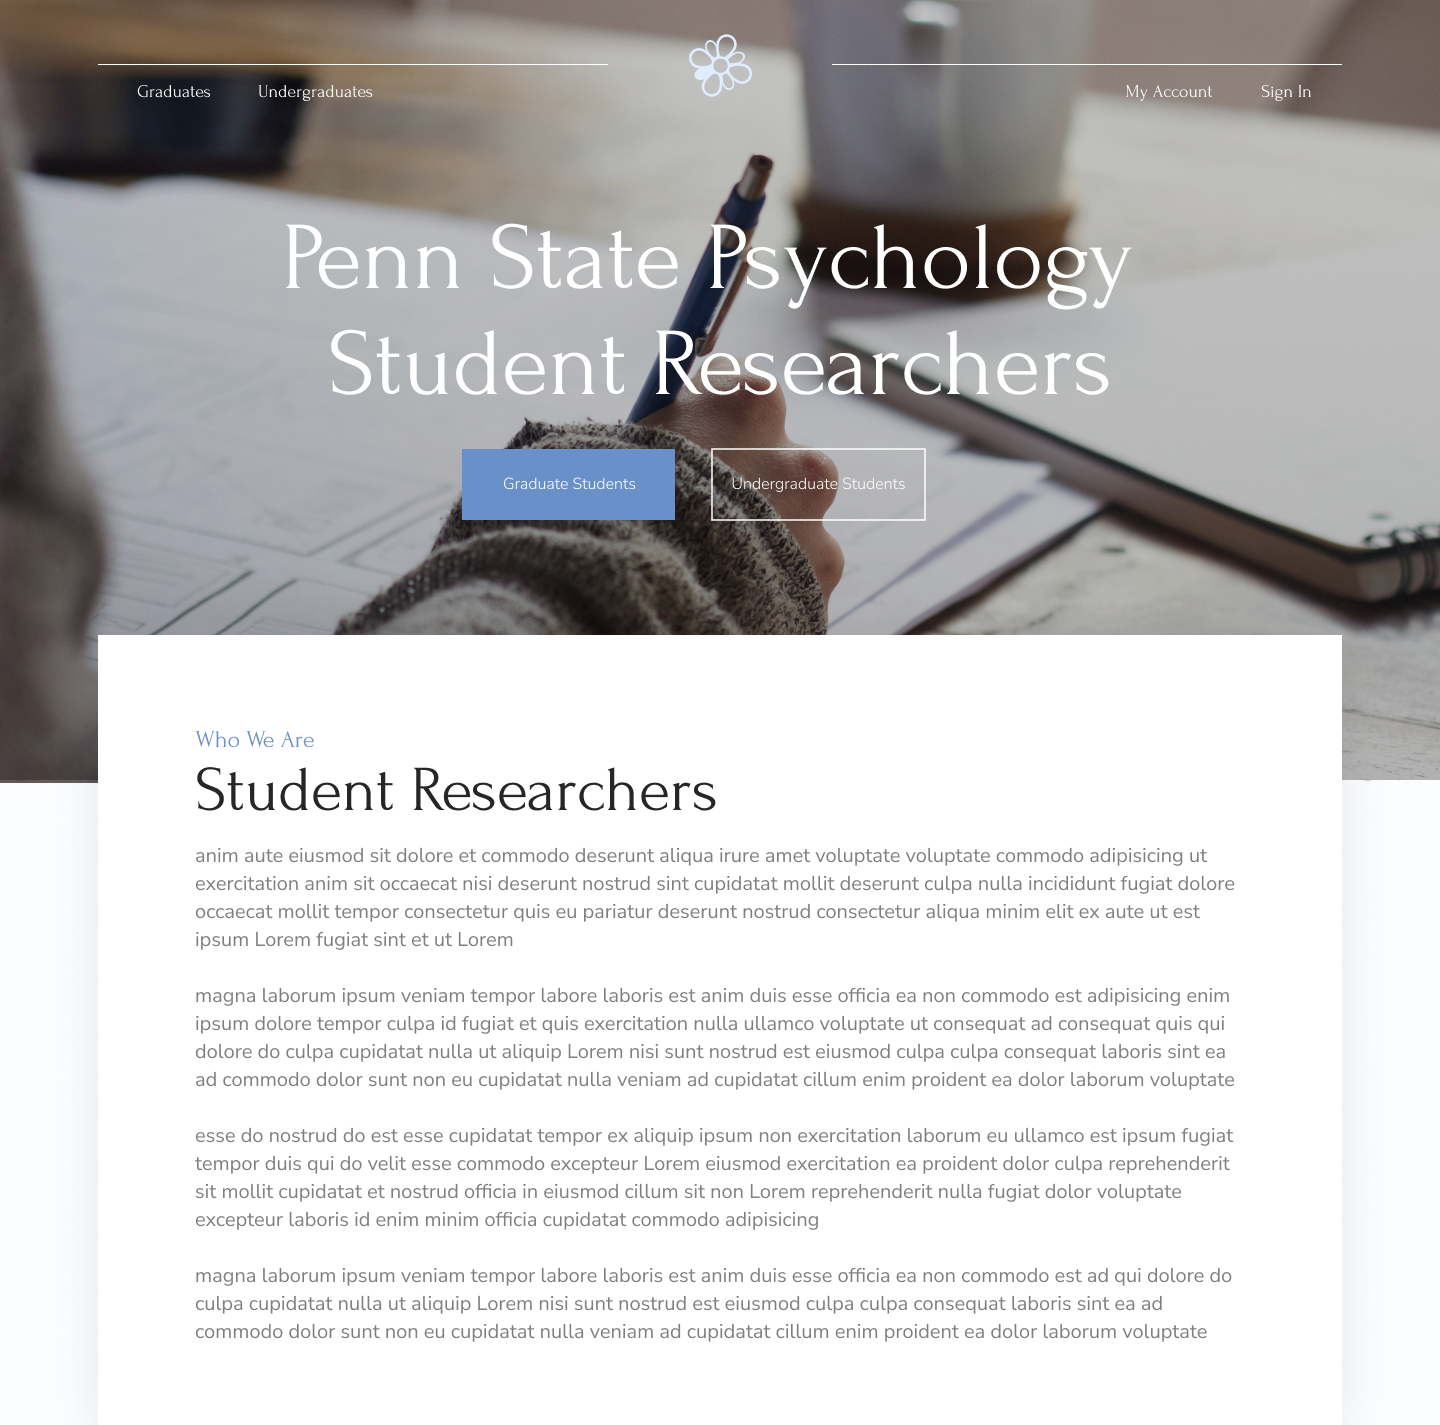 Graduates Undergraduates My Account Sign In
Penn State Psychology
Student Researchers
Graduate Students Undergraduate Students
Who We Are
Student Researchers
anim aute eiusmod sit dolore et commodo deserunt aliqua irure amet voluptate voluptate commodo adipisicing ut
exercitation anim sit occaecat nisi deserunt nostrud sint cupidatat mollit deserunt culpa nulla incididunt fugiat dolore
occaecat mollit tempor consectetur quis eu pariatur deserunt nostrud consectetur aliqua minim elit ex aute ut est
ipsum Lorem fugiat sint et ut Lorem
magna laborum ipsum veniam tempor labore laboris est anim duis esse officia ea non commodo est adipisicing enim
ipsum dolore tempor culpa id fugiat et quis exercitation nulla ullamco voluptate ut consequat ad consequat quis qui
dolore do culpa cupidatat nulla ut aliquip Lorem nisi sunt nostrud est eiusmod culpa culpa consequat laboris sint ea
ad commodo dolor sunt non eu cupidatat nulla veniam ad cupidatat cillum enim proident ea dolor laborum voluptate
esse do nostrud do est esse cupidatat tempor ex aliquip ipsum non exercitation laborum eu ullamco est ipsum fugiat
tempor duis qui do velit esse commodo excepteur Lorem eiusmod exercitation ea proident dolor culpa reprehenderit
sit mollit cupidatat et nostrud officia in eiusmod cillum sit non Lorem reprehenderit nulla fugiat dolor voluptate
excepteur laboris id enim minim officia cupidatat commodo adipisicing
magna laborum ipsum veniam tempor labore laboris est anim duis esse officia ea non commodo est ad qui dolore do
culpa cupidatat nulla ut aliquip Lorem nisi sunt nostrud est eiusmod culpa culpa consequat laboris sint ea ad
commodo dolor sunt non eu cupidatat nulla veniam ad cupidatat cillum enim proident ea dolor laborum voluptate